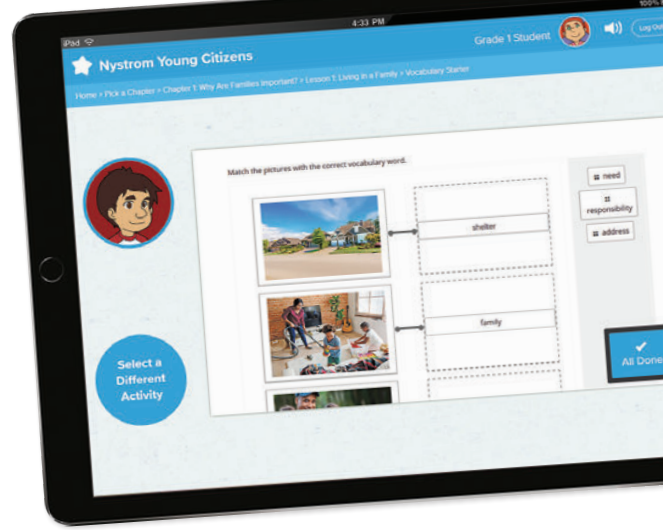 100%
4:33 PM
iPad
Grade 1 Student
Log Out
Nystrom Young Citizens
Home > Pick a Chapter > Chapter 1: Why Are Families Important? > Lesson 1: Living in a Family > Vocabulary Starter
Match the pictures with the correct vocabulary word.
need
responsibility
address
shelter
family
All Done
Select a
Different
Activity